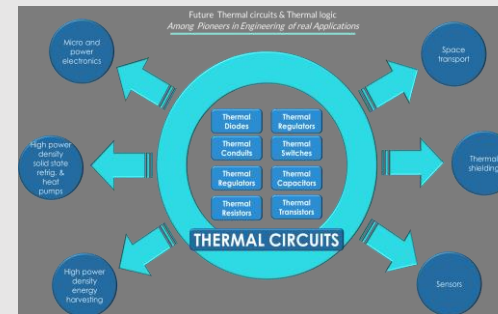 Future Thermal circuits & Thermal logic
Among Pioneers in Engineering of real Applications
Micro and
power
electronics
Space
transport
High power
density
solid state
refrig. &
heat
pumps
Thermal
shielding
High power
density
energy
harvesting
Sensors
Thermal
Diodes
Thermal
Regulators
Thermal
Conduits
Thermal
Switches
Thermal
Regulators
Thermal
Capacitors
Thermal
Resistors
Thermal
Transistors
THERMAL CIRCUITS